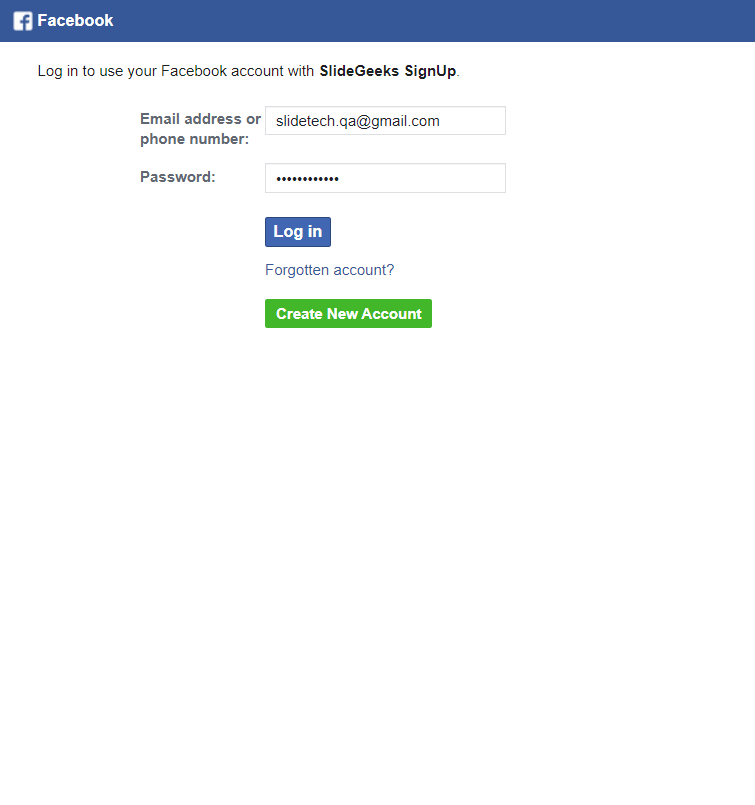 Facebook
Log in to use your Facebook account with SlideGeeks SignUp.
Email address or
phone number:
slidetech.qa@gmail.com
Password:
••••••••••••
Log in
Forgotten account?
Create New Account